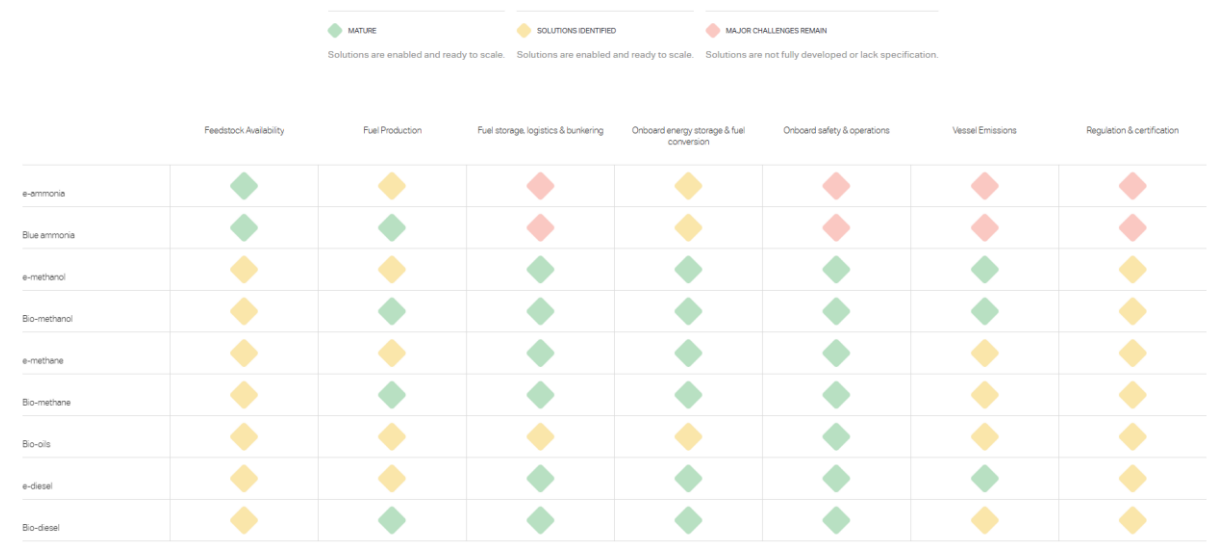 MATURE
SOLUTIONS IDENTIFIED
MAJOR CHALLENGES REMAIN
Solutions are enabled and ready to scale.
Solutions are enabled and ready to scale.
Solutions are not fully developed or lack specification.
Feedstock Availability
Fuel Production
Fuel storage, logistics & bunkering
Onboard energy storage & fuel
conversion
Onboard safety & operations
Vessel Emissions
Regulation & certification
e-ammonia
Blue ammonia
e-methanol
Bio-methanol
e-methane
Bio-methane
Bio-oils
e-diesel
Bio-diesel